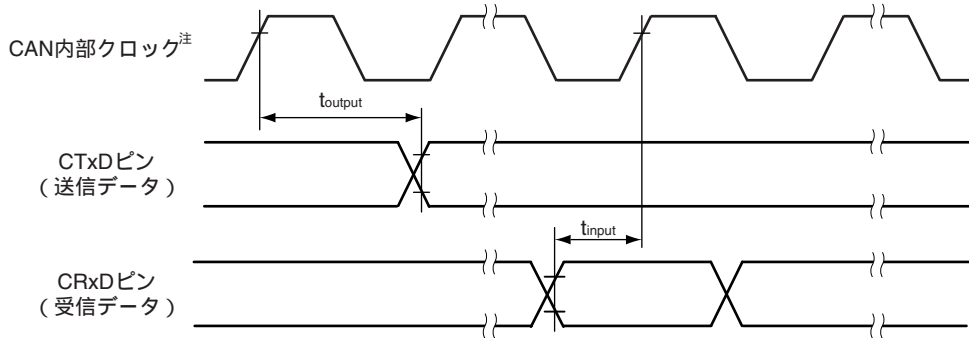 CAN内部クロック注
toutput
CTxDピン
（送信データ）
tinput
CRxDピン
（受信データ）